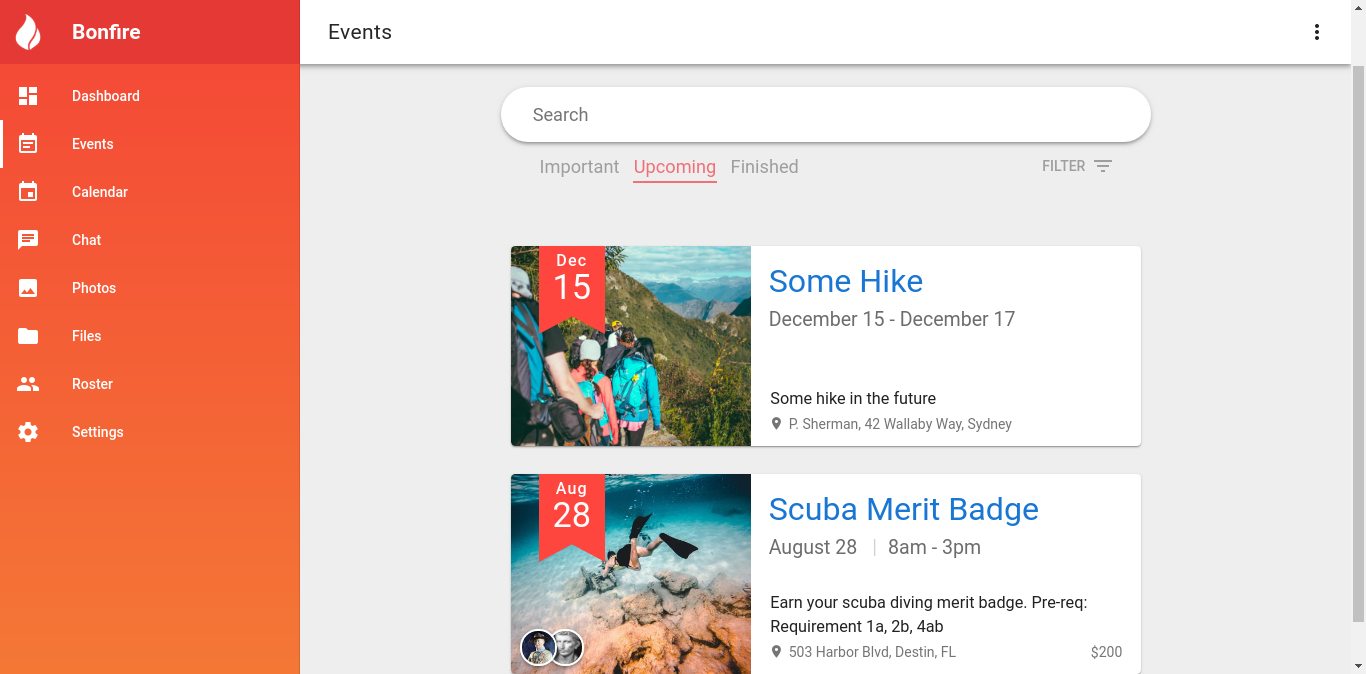 Bonfire
Events
Dashboard
Events
Calendar
Chat
Photos
Files
Roster
Settings
Search
Important Upcoming Finished FILTER
Dec
15
Some Hike
December 15 - December 17
Some hike in the future
P. Sherman, 42 Wallaby Way, Sydney
Aug
28
Scuba Merit Badge
August 28 | 8am - 3pm
Earn your scuba diving merit badge. Pre-req:
Requirement 1a, 2b, 4ab
503 Harbor Blvd, Destin, FL $200